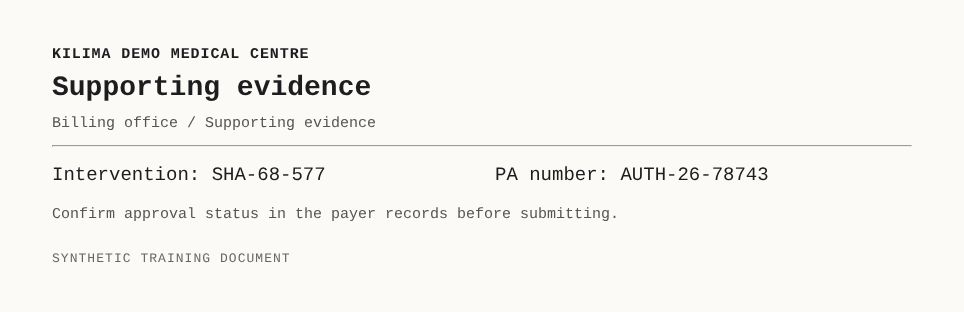 KILIMA DEMO MEDICAL CENTRE
Supporting evidence
Billing office / Supporting evidence
Intervention: SHA-68-577 PA number: AUTH-26-78743
Confirm approval status in the payer records before submitting.
SYNTHETIC TRAINING DOCUMENT